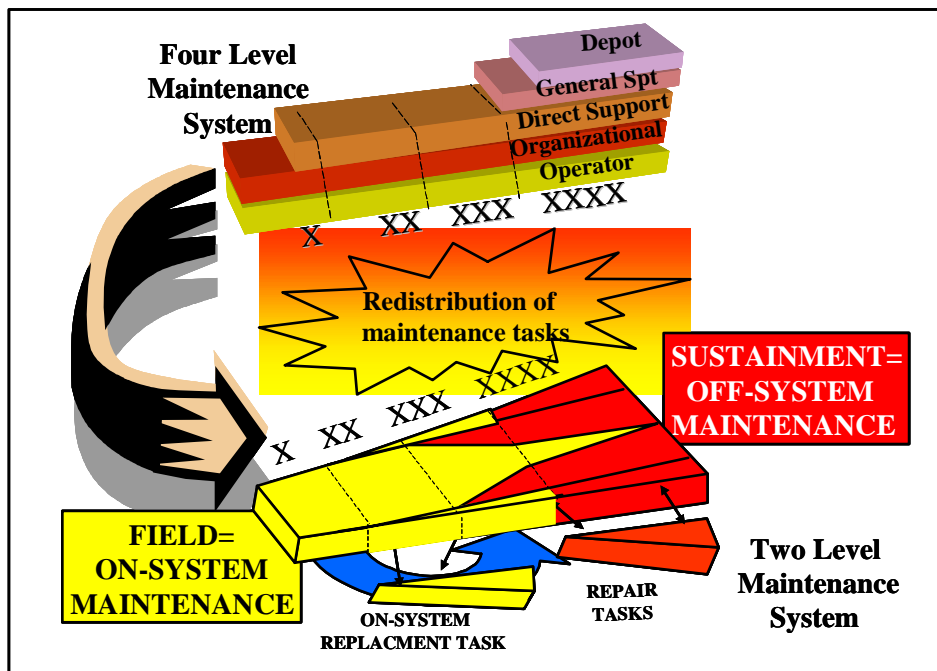 Four Level
Maintenance
System
Depot
General Spt
Direct Support
Organizational
Operator
X XX XXX XXXX
Redistribution of
maintenance tasks
X XX XXX XXXX
SUSTAINMENT=
OFF-SYSTEM
MAINTENANCE
FIELD=
ON-SYSTEM
MAINTENANCE
ON-SYSTEM
REPLACMENT TASK
REPAIR
TASKS
Two Level
Maintenance
System